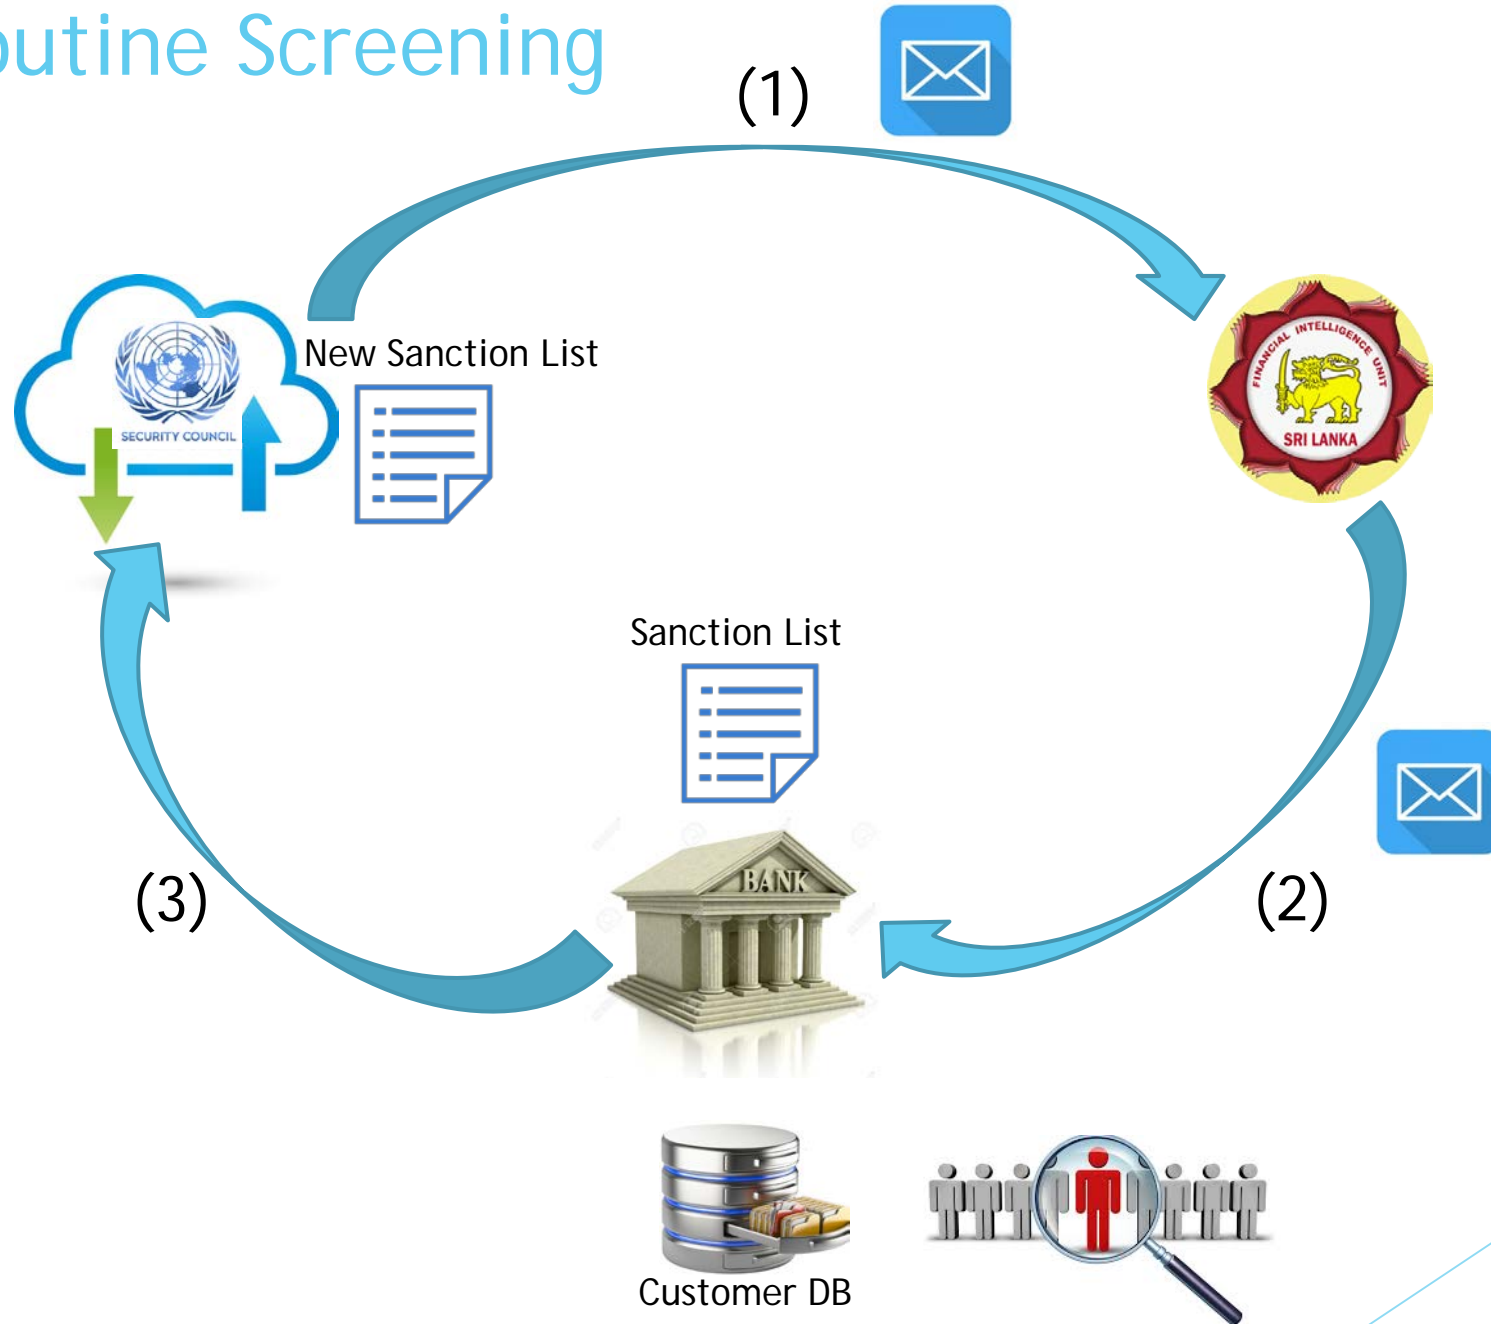 outine Screening
(1)
New Sanction List
SECURITY COUNCIL
FINANCIAL INTELLIGENCE UNIT
SRI LANKA
Sanction List
BANK
(3)
(2)
Customer DB